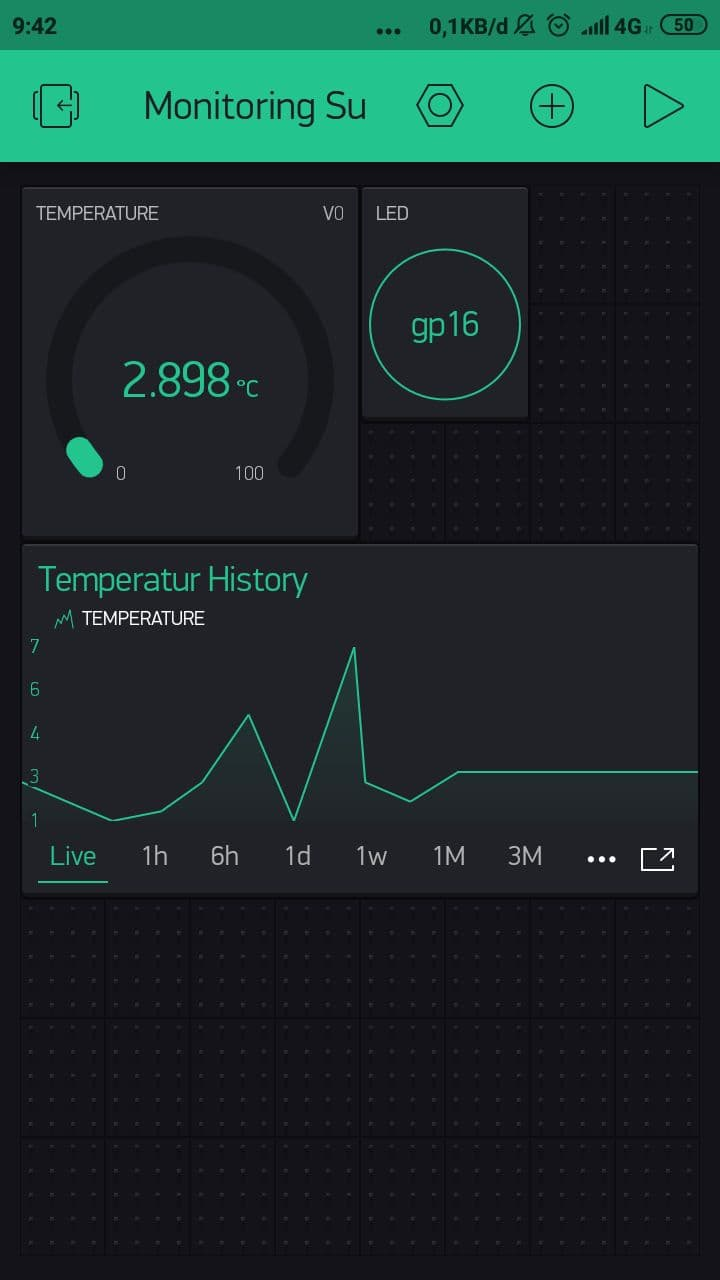 9:42 ... 0,1KB/d 4G 50
Monitoring Su
TEMPERATURE V0 LED
gp16
2.898 °C
0 100
Temperatur History
TEMPERATURE
7
6
4
3
1
Live 1h 6h 1d 1w 1M 3M ...